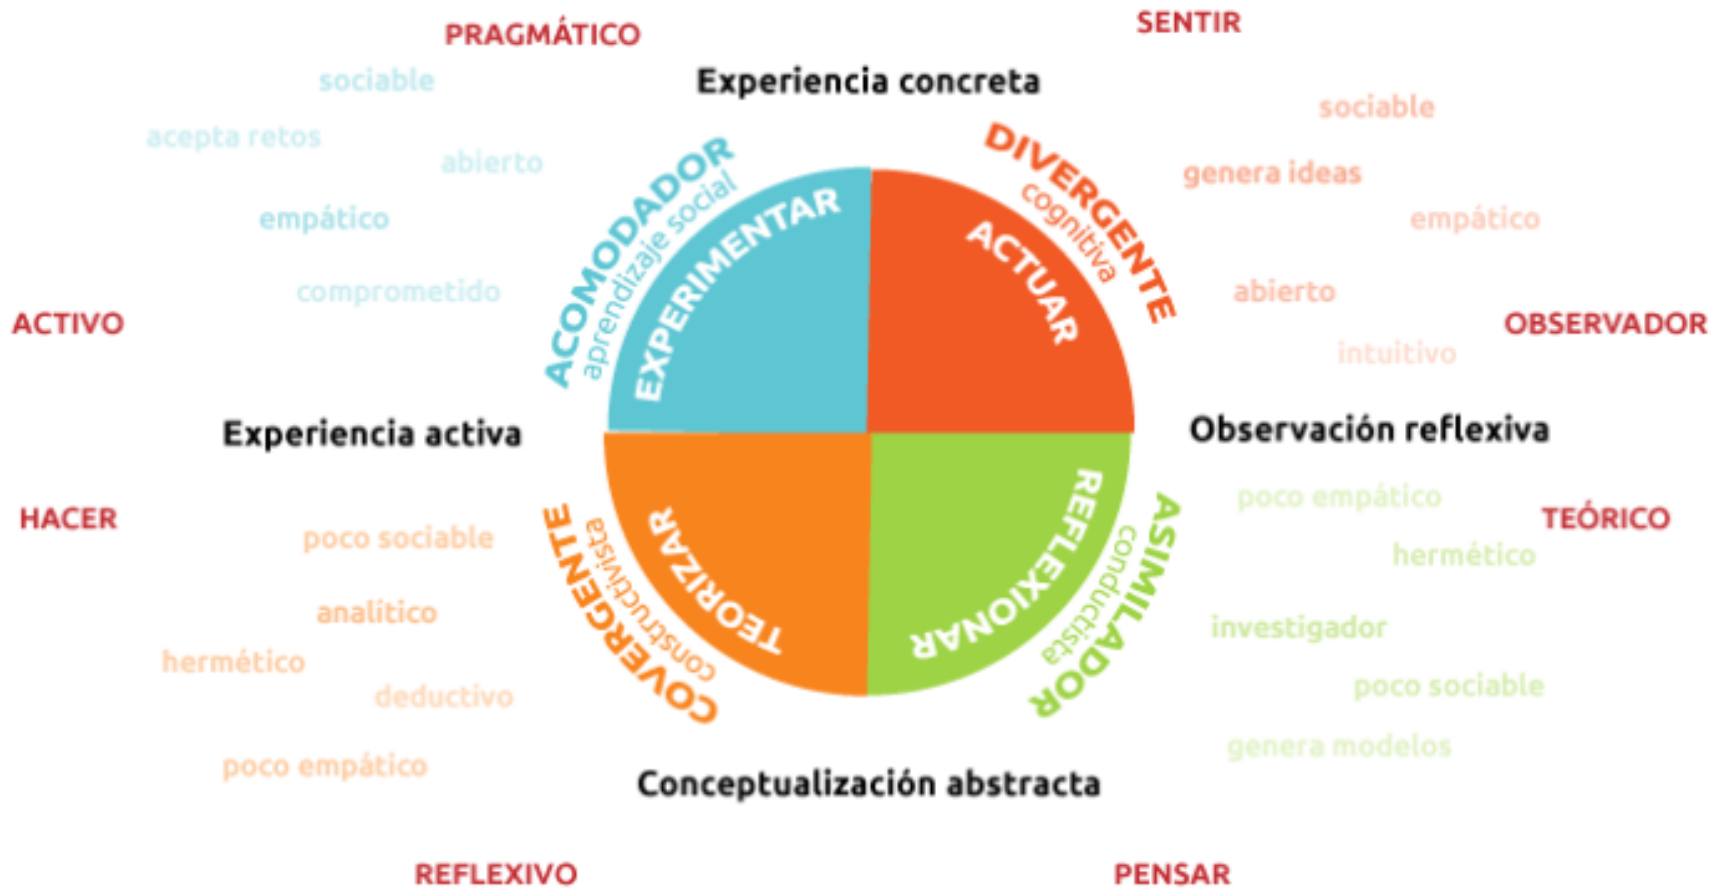 PRAGMÁTICO
SENTIR
Experiencia concreta
sociable
acepta retos
abierto
empático
comprometido
ACTIVO
ACOMODADOR
aprendizaje social
EXPERIMENTAR
DIVERGENTE
cognitiva
ACTUAR
sociable
genera ideas
empático
abierto
intuitivo
OBSERVADOR
Experiencia activa
Observación reflexiva
HACER
poco sociable
analítico
hermético
deductivo
poco empático
COVERGENTE
constructivista
TEORIZAR
REFLEXIONAR
conductista
ASIMILADOR
poco empático
TEÓRICO
hermético
investigador
poco sociable
genera modelos
Conceptualización abstracta
REFLEXIVO
PENSAR